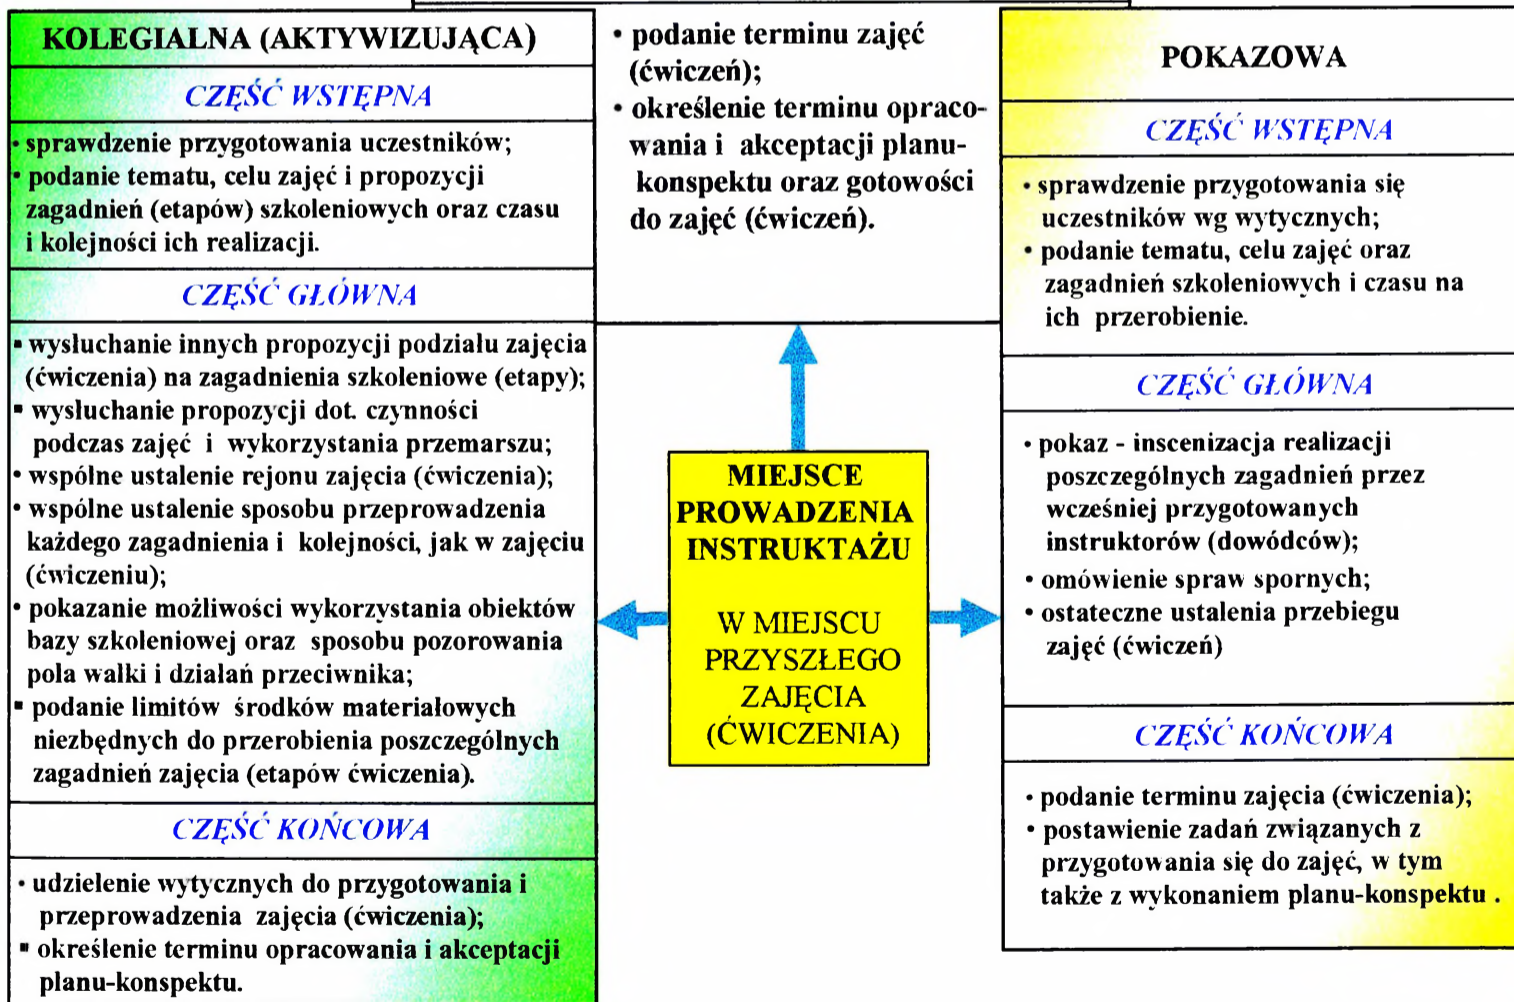 KOLEGIALNA (AKTYWIZUJĄCA)
CZĘŚĆ WSTĘPNA
• sprawdzenie przygotowania uczestników;
• podanie tematu, celu zajęć i propozycji
zagadnień (etapów) szkoleniowych oraz czasu
i kolejności ich realizacji.
CZĘŚĆ GŁÓWNA
▪ wysłuchanie innych propozycji podziału zajęcia
(ćwiczenia) na zagadnienia szkoleniowe (etapy);
▪ wysłuchanie propozycji dot. czynności
podczas zajęć i wykorzystania przemarszu;
• wspólne ustalenie rejonu zajęcia (ćwiczenia);
• wspólne ustalenie sposobu przeprowadzenia
każdego zagadnienia i kolejności, jak w zajęciu
(ćwiczeniu);
• pokazanie możliwości wykorzystania obiektów
bazy szkoleniowej oraz sposobu pozorowania
pola walki i działań przeciwnika;
▪ podanie limitów środków materiałowych
niezbędnych do przerobienia poszczególnych
zagadnień zajęcia (etapów ćwiczenia).
CZĘŚĆ KOŃCOWA
• udzielenie wytycznych do przygotowania i
przeprowadzenia zajęcia (ćwiczenia);
▪ określenie terminu opracowania i akceptacji
planu-konspektu.
• podanie terminu zajęć
(ćwiczeń);
• określenie terminu opraco-
wania i akceptacji planu-
konspektu oraz gotowości
do zajęć (ćwiczeń).
MIEJSCE
PROWADZENIA
INSTRUKTAŻU
W MIEJSCU
PRZYSZŁEGO
ZAJĘCIA
(ĆWICZENIA)
POKAZOWA
CZĘŚĆ WSTĘPNA
• sprawdzenie przygotowania się
uczestników wg wytycznych;
• podanie tematu, celu zajęć oraz
zagadnień szkoleniowych i czasu na
ich przerobienie.
CZĘŚĆ GŁÓWNA
• pokaz - inscenizacja realizacji
poszczególnych zagadnień przez
wcześniej przygotowanych
instruktorów (dowódców);
• omówienie spraw spornych;
• ostateczne ustalenia przebiegu
zajęć (ćwiczeń)
CZĘŚĆ KOŃCOWA
• podanie terminu zajęcia (ćwiczenia);
• postawienie zadań związanych z
przygotowania się do zajęć, w tym
także z wykonaniem planu-konspektu .